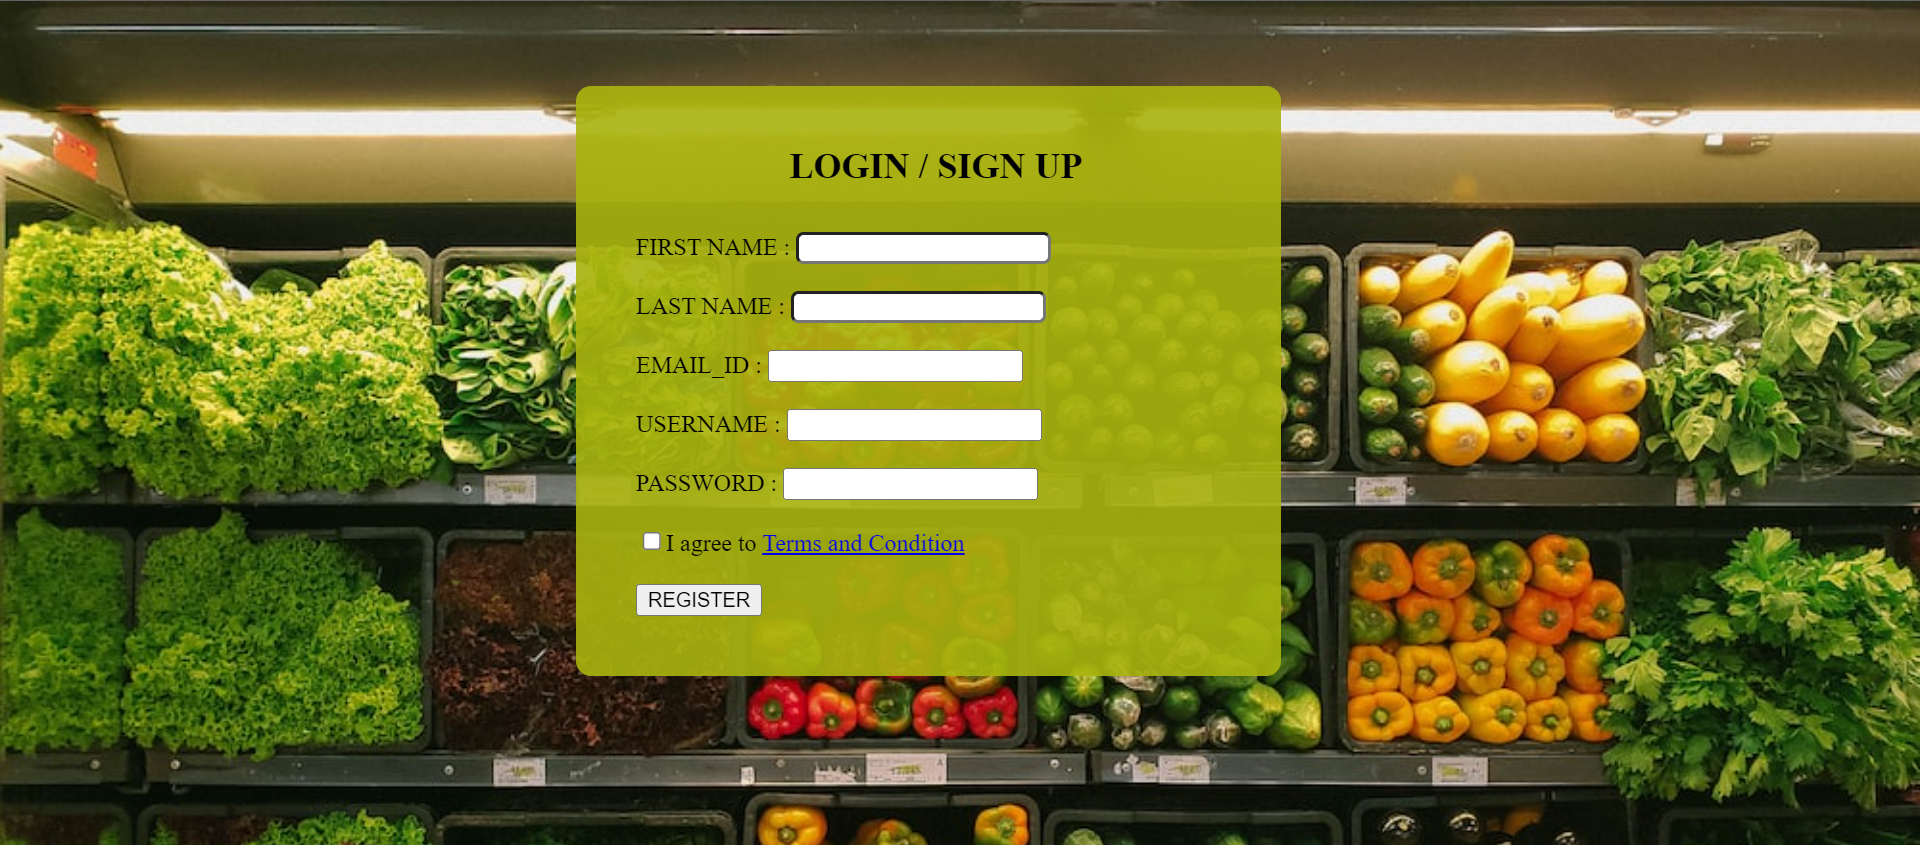 LOGIN / SIGN UP
FIRST NAME :
LAST NAME :
EMAIL_ID :
USERNAME :
PASSWORD :
I agree to Terms and Condition
REGISTER